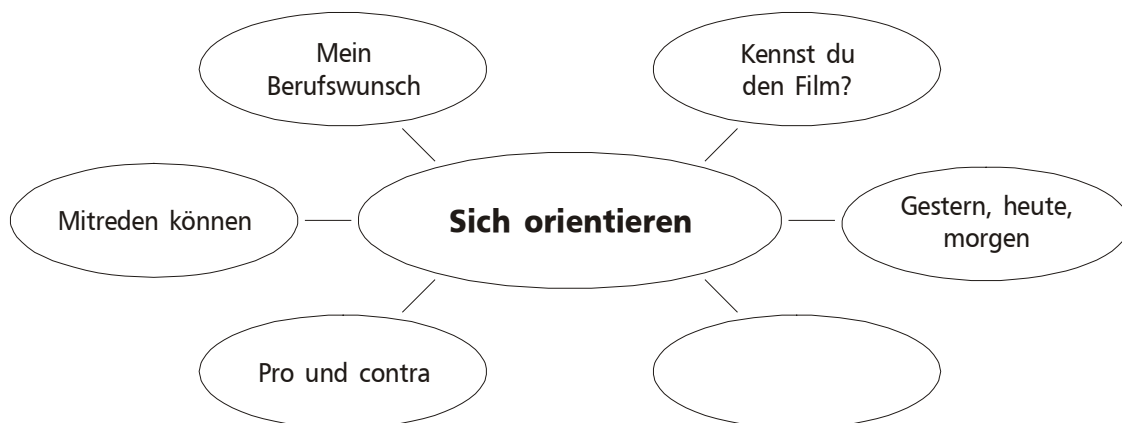 Mein
Berufswunsch
Kennst du
den Film?
Mitreden können
Sich orientieren
Gestern, heute,
morgen
Pro und contra